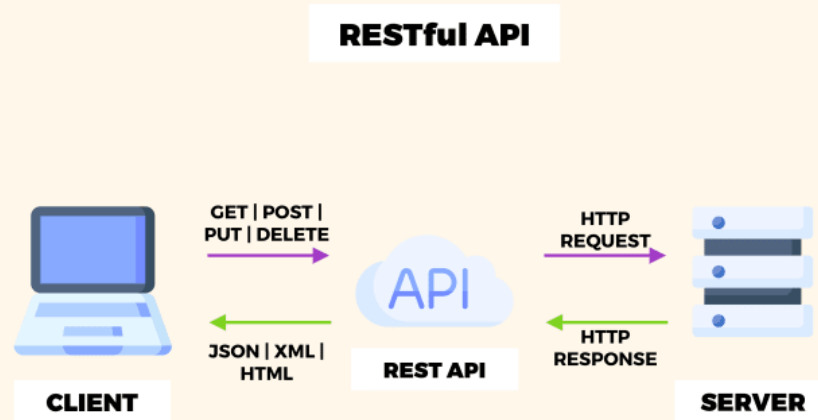 RESTful API
GET | POST |
PUT | DELETE
HTTP
REQUEST
API
JSON | XML |
HTML
HTTP
RESPONSE
REST API
CLIENT
SERVER